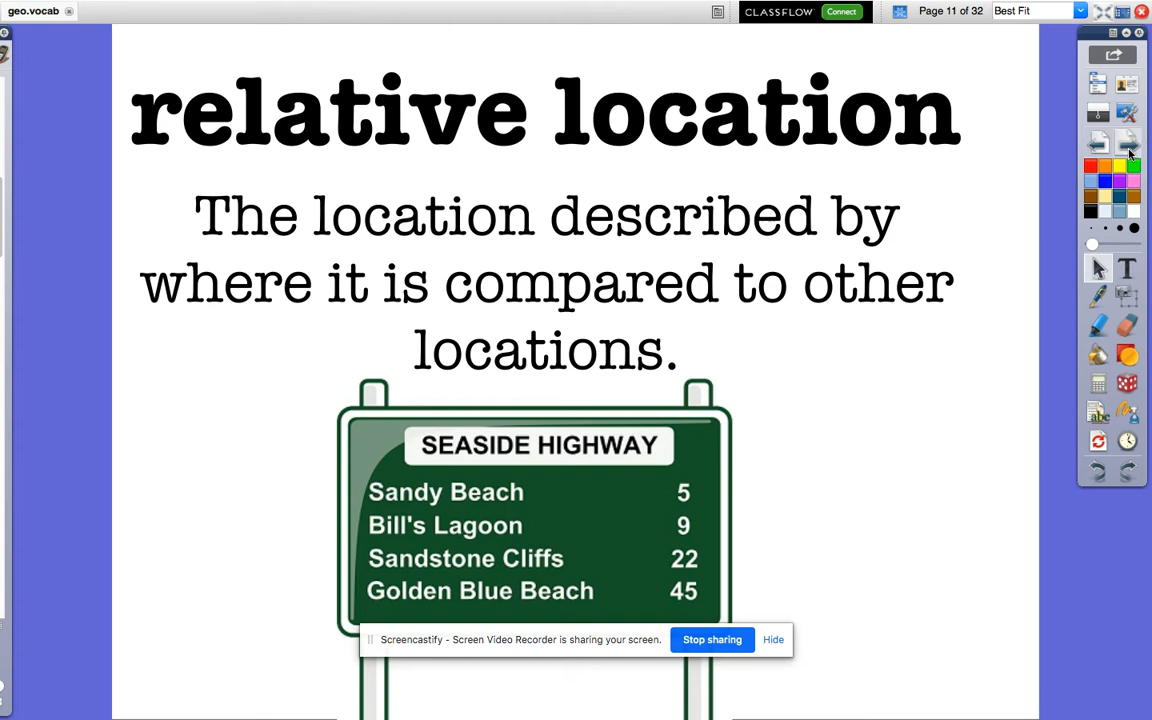 geo.vocab
CLASSFLOW Connect
Page 11 of 32
Best Fit
relative location
The location described by
where it is compared to other
locations.
SEASIDE HIGHWAY
Sandy Beach 5
Bill's Lagoon 9
Sandstone Cliffs 22
Golden Blue Beach 45
Screencastify - Screen Video Recorder is sharing your screen.
Stop sharing
Hide
T
abc